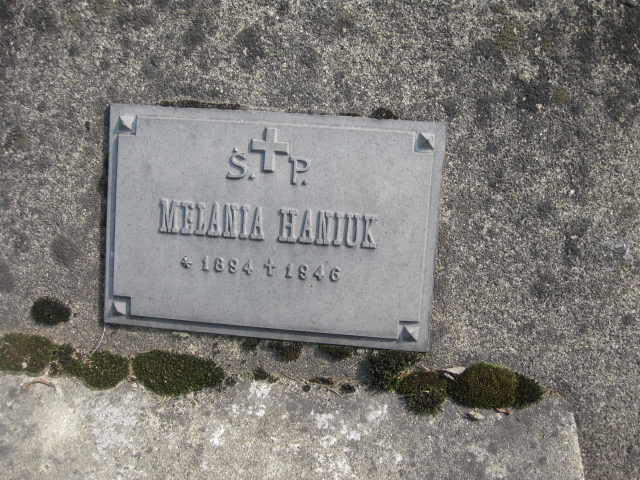 Ś. ✝ P.
MELANIA HANIUK
* 1894 ✝ 1946